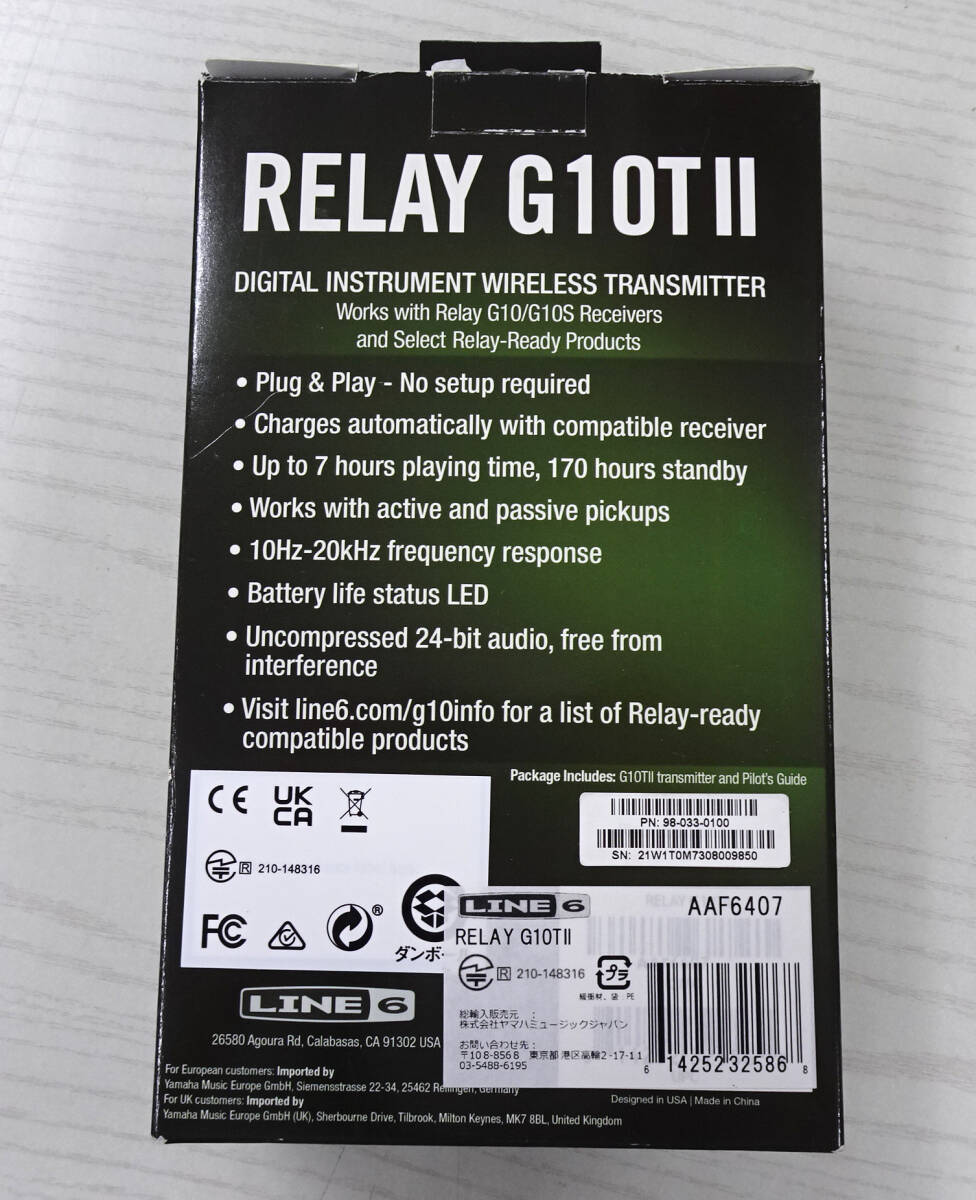 RELAY G10TII
DIGITAL INSTRUMENT WIRELESS TRANSMITTER
Works with Relay G10/G10S Receivers
and Select Relay-Ready Products
• Plug & Play - No setup required
• Charges automatically with compatible receiver
• Up to 7 hours playing time, 170 hours standby
• Works with active and passive pickups
• 10Hz-20kHz frequency response
• Battery life status LED
• Uncompressed 24-bit audio, free from
interference
• Visit line6.com/g10info for a list of Relay-ready
compatible products
Package Includes: G10TII transmitter and Pilot's Guide
PN: 98-033-0100
SN: 21W1T0M7308009850
CE UK
CA
R 210-148316
FC ®
ダンボ
LINE 6
AAF6407
RELAY G10TII
R 210-148316 プラ
緩衝材、袋:PE
総輸入販売元 :
株式会社ヤマハミュージックジャパン
お問い合わせ先:
〒108-8568 東京都港区高輪2-17-11
03-5488-6195
6 14252 32586 8
LINE 6
26580 Agoura Rd, Calabasas, CA 91302 USA
For European customers: Imported by
Yamaha Music Europe GmbH, Siemensstrasse 22-34, 25462 Rellingen, Germany
For UK customers: Imported by
Yamaha Music Europe GmbH (UK), Sherbourne Drive, Tilbrook, Milton Keynes, MK7 8BL, United Kingdom
Designed in USA | Made in China